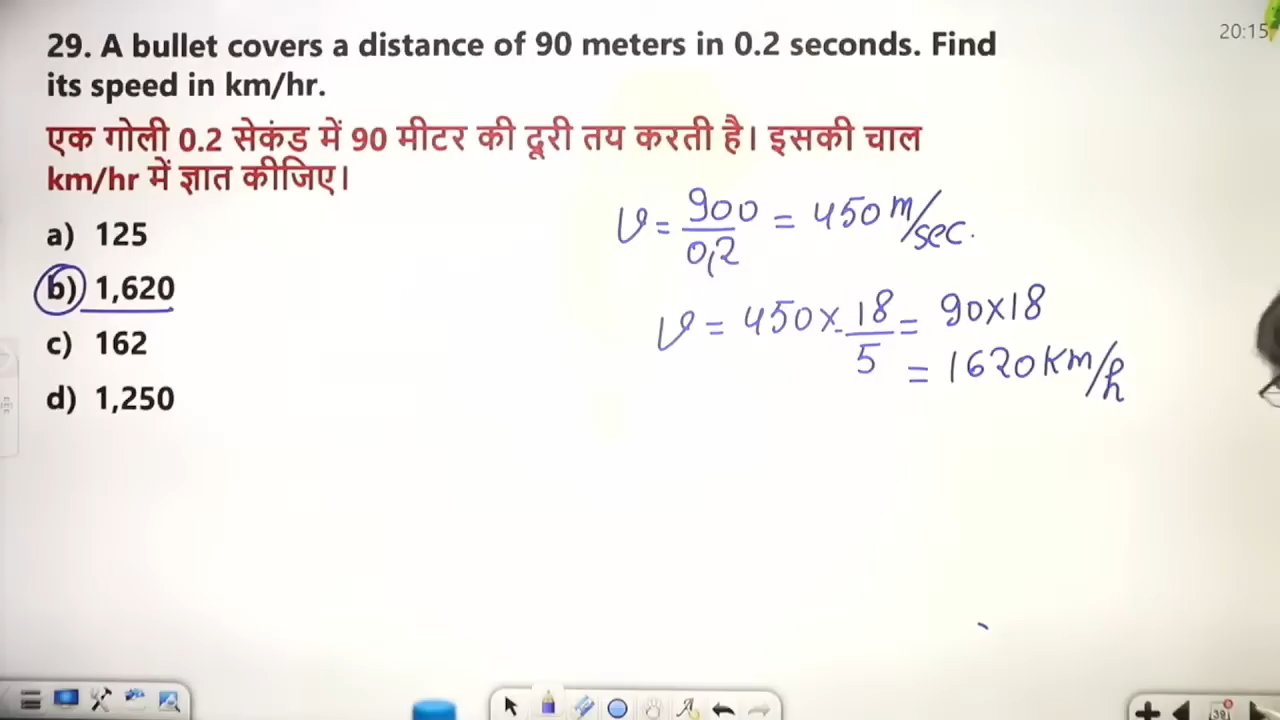 20:15
29. A bullet covers a distance of 90 meters in 0.2 seconds. Find
its speed in km/hr.
एक गोली 0.2 सेकंड में 90 मीटर की दूरी तय करती है। इसकी चाल
km/hr में ज्ञात कीजिए।
a) 125
b) 1,620
c) 162
d) 1,250
v = 900/0,2 = 450 m/sec.
v = 450 × 18/5 = 90×18
= 1620 Km/h